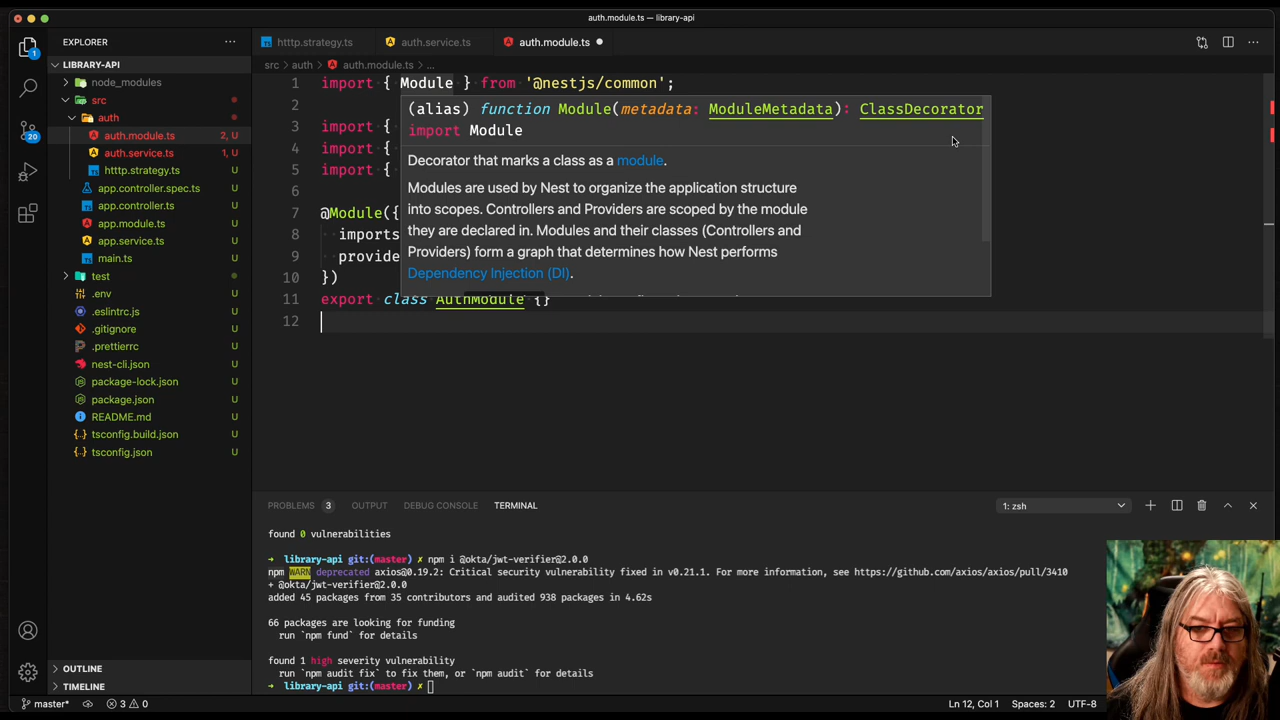 auth.module.ts — library-api
EXPLORER
htttp.strategy.ts
auth.service.ts
auth.module.ts
LIBRARY-API
src › auth › auth.module.ts › ...
node_modules
src
auth
auth.module.ts 2, U
auth.service.ts 1, U
htttp.strategy.ts U
app.controller.spec.ts U
app.controller.ts U
app.module.ts U
app.service.ts U
main.ts U
test
.env U
.eslintrc.js U
.gitignore U
.prettierrc U
nest-cli.json U
package-lock.json U
package.json U
README.md U
tsconfig.build.json U
tsconfig.json U
OUTLINE
TIMELINE
1 import { Module } from '@nestjs/common';
2
3 import {
4 import {
5 import {
6
7 @Module({
8 imports
9 provide
10 })
11 export class AuthModule {}
12
(alias) function Module(metadata: ModuleMetadata): ClassDecorator
import Module
Decorator that marks a class as a module.
Modules are used by Nest to organize the application structure
into scopes. Controllers and Providers are scoped by the module
they are declared in. Modules and their classes (Controllers and
Providers) form a graph that determines how Nest performs
Dependency Injection (DI).
PROBLEMS 3 OUTPUT DEBUG CONSOLE TERMINAL
1: zsh
found 0 vulnerabilities
→ library-api git:(master) ✗ npm i @okta/jwt-verifier@2.0.0
npm WARN deprecated axios@0.19.2: Critical security vulnerability fixed in v0.21.1. For more information, see https://github.com/axios/axios/pull/3410
+ @okta/jwt-verifier@2.0.0
added 45 packages from 35 contributors and audited 938 packages in 4.62s
66 packages are looking for funding
run `npm fund` for details
found 1 high severity vulnerability
run `npm audit fix` to fix them, or `npm audit` for details
→ library-api git:(master) ✗
1
20
master* 3 0
Ln 12, Col 1 Spaces: 2 UTF-8